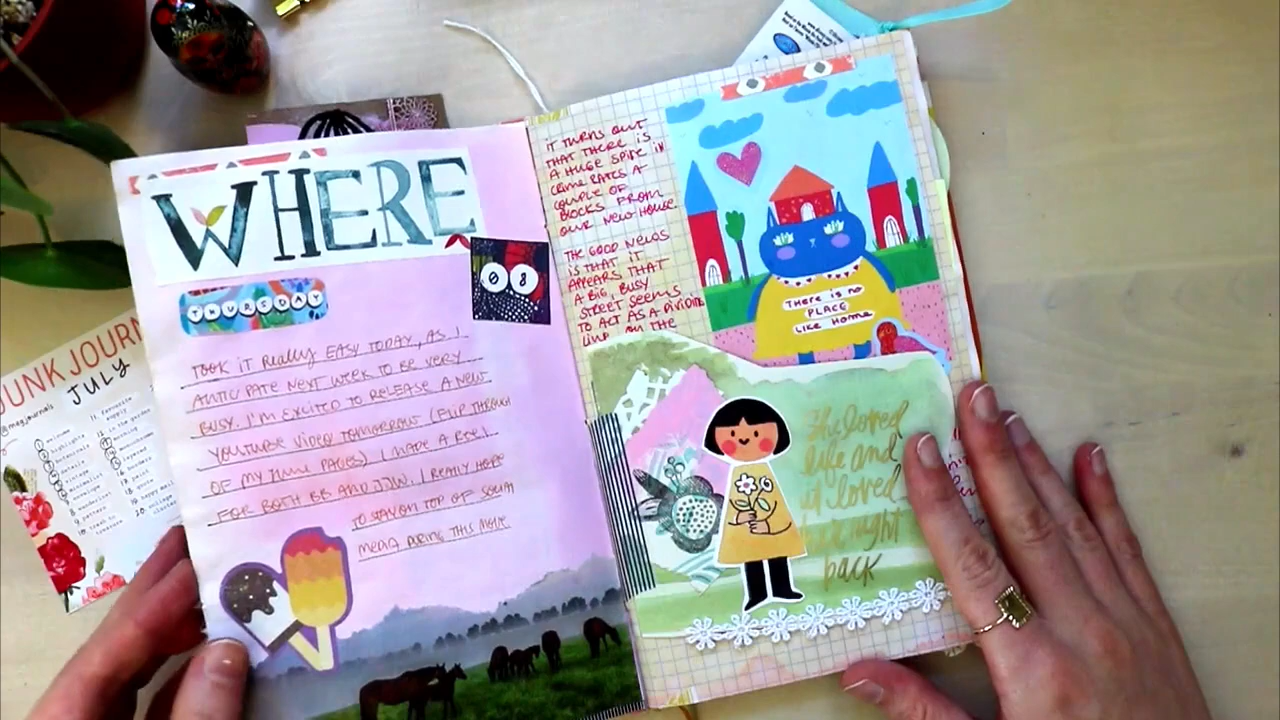 WHERE
08
THURSDAY
TOOK IT REALLY EASY TODAY, AS I
ANTICIPATE NEXT WEEK TO BE VERY
BUSY. I'M EXCITED TO RELEASE A NEW
YOUTUBE VIDEO TOMORROW (FLIP THROUGH
OF MY JUNE PAGES) I MADE A REEL
FOR BOTH BB AND JJW. I REALLY HOPE
TO STAY ON TOP OF SOCIAL
MEDIA DURING THIS MOVE
IT TURNS OUT
THAT THERE IS
A HUGE SPIKE IN
CRIME RATES A
COUPLE OF
BLOCKS FROM
OUR NEW HOUSE.
THE GOOD NEWS
IS THAT IT
APPEARS THAT
A BIG, BUSY
STREET SEEMS
TO ACT AS A DIVIDING
LINE ON THE
THERE IS NO
PLACE
LIKE HOME
She loved
life and
it loved
her right
back
JUNK JOURN
JULY
@megjournals